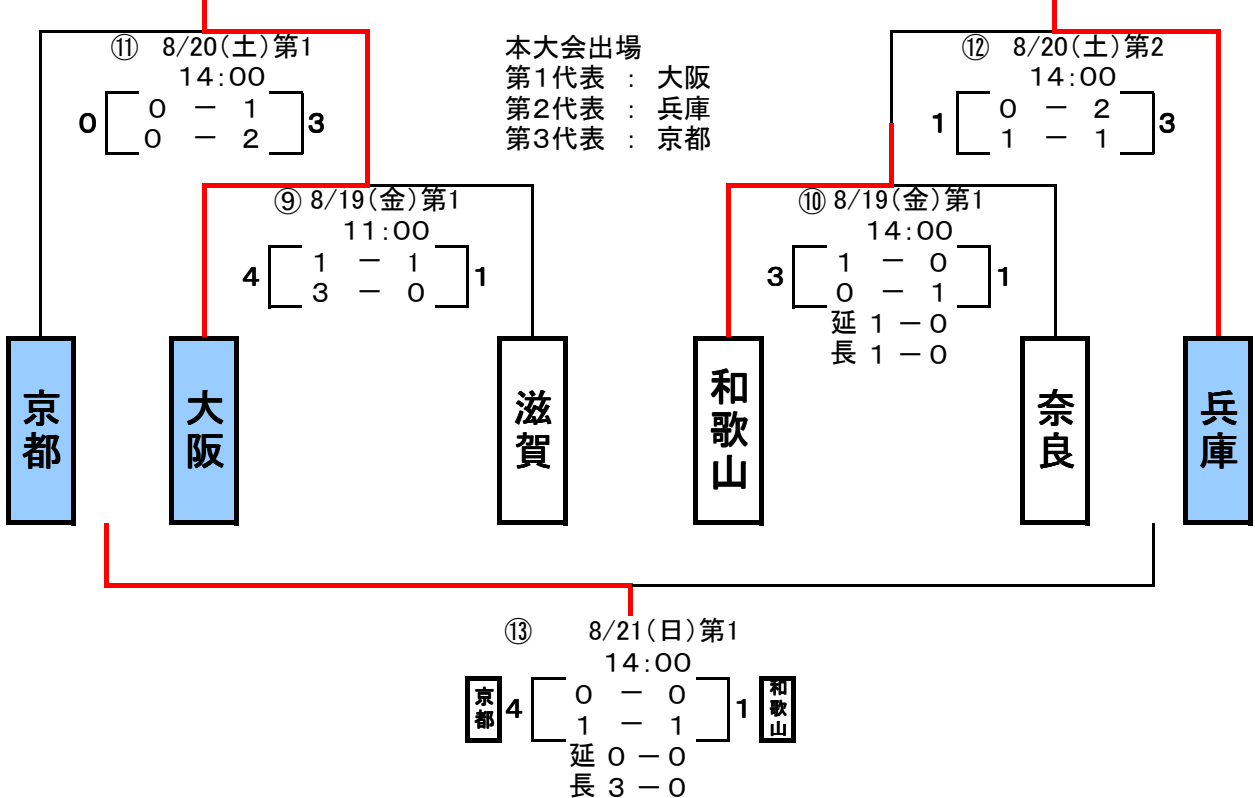 ⑪ 8/20(土)第1
14:00
0 0 － 1 3
0 － 2
本大会出場
第1代表 : 大阪
第2代表 : 兵庫
第3代表 : 京都
⑫ 8/20(土)第2
14:00
1 0 － 2 3
1 － 1
⑨ 8/19(金)第1
11:00
4 1 － 1 1
3 － 0
⑩ 8/19(金)第1
14:00
3 1 － 0 1
0 － 1
延 1 － 0
長 1 － 0
京都
大阪
滋賀
和歌山
奈良
兵庫
⑬ 8/21(日)第1
14:00
京都 4 0 － 0 1 和歌山
1 － 1
延 0 － 0
長 3 － 0